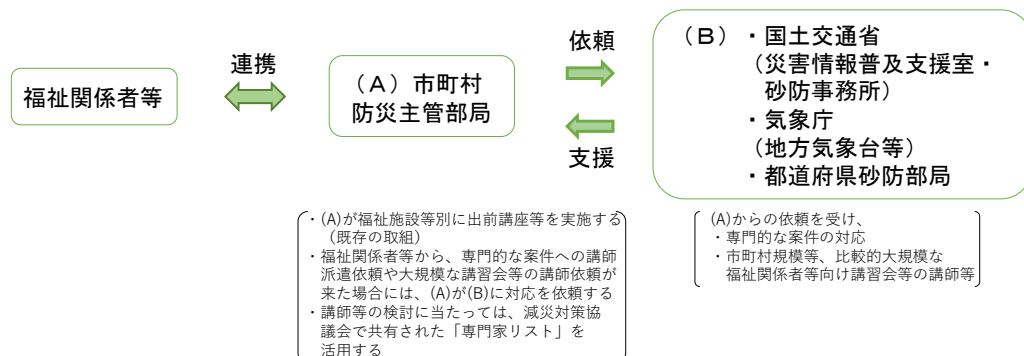 福祉関係者等
連携
（A）市町村
防災主管部局
依頼
支援
（B）・国土交通省
（災害情報普及支援室・
砂防事務所）
・気象庁
（地方気象台等）
・都道府県砂防部局
・(A)が福祉施設等別に出前講座等を実施する
（既存の取組）
・福祉関係者等から、専門的な案件への講師
派遣依頼や大規模な講習会等の講師依頼が
来た場合には、(A)が(B)に対応を依頼する
・講師等の検討に当たっては、減災対策協
議会で共有された「専門家リスト」を
活用する
(A)からの依頼を受け、
・専門的な案件の対応
・市町村規模等、比較的大規模な
福祉関係者等向け講習会等の講師等